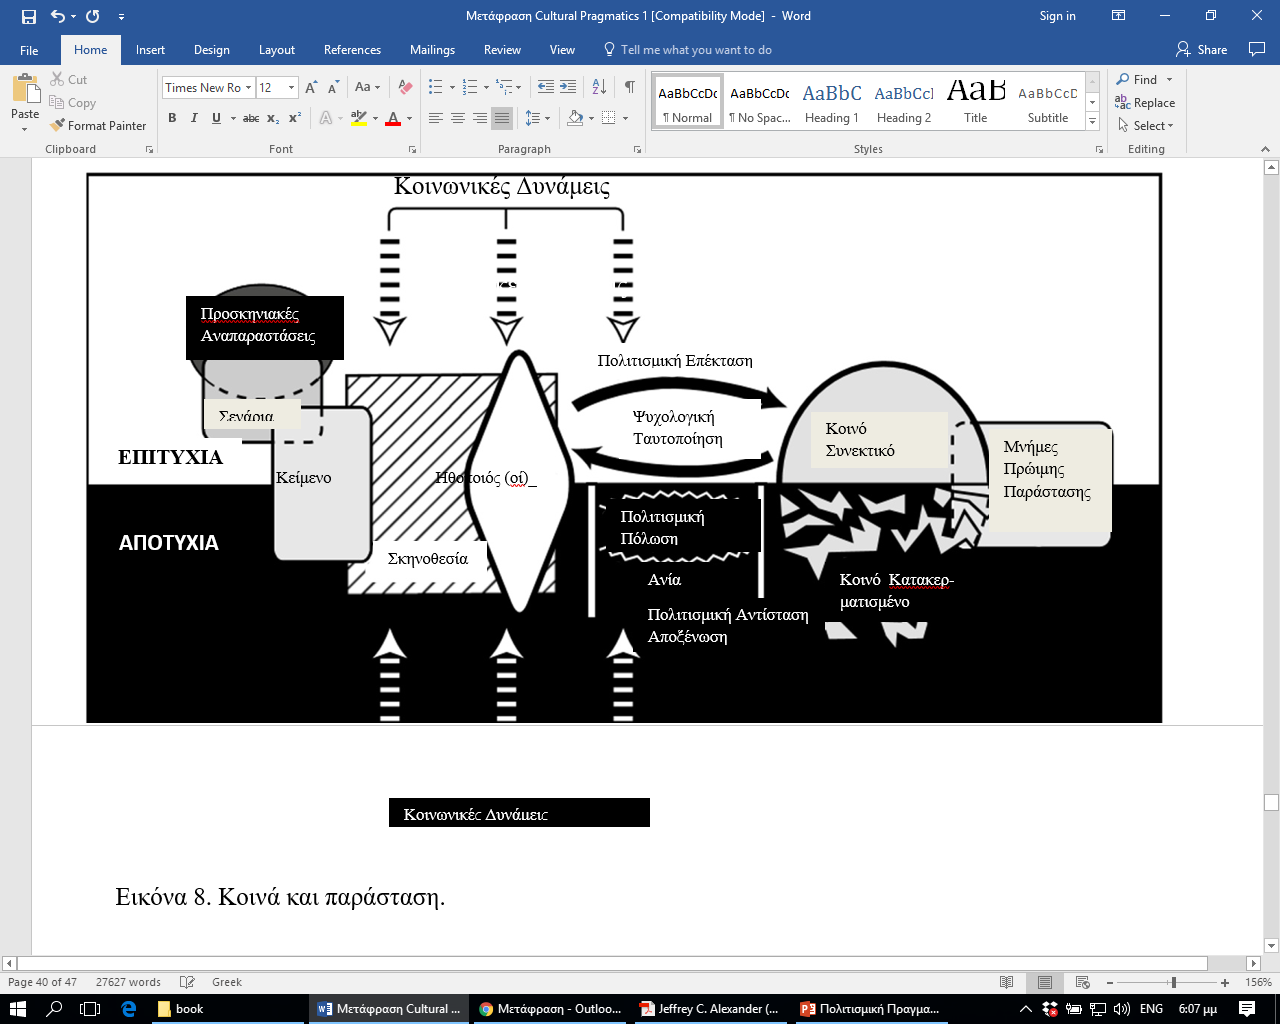 Μετάφραση Cultural Pragmatics 1 [Compatibility Mode] - Word
Sign in
File Home Insert Design Layout References Mailings Review View Tell me what you want to do
Share
Paste
Cut
Copy
Format Painter
Times New Ro 12
AaBbCcDc AaBbCcDc AaBbC AaBbCcI AaB AaBbCcD
¶ Normal ¶ No Spac... Heading 1 Heading 2 Title Subtitle
Find
Replace
Select
Clipboard Font Paragraph Styles Editing
Κοινωνικές Δυνάμεις
Προσκηνιακές
Αναπαραστάσεις
Σενάρια
Κείμενο
ΕΠΙΤΥΧΙΑ
ΑΠΟΤΥΧΙΑ
Ηθοποιός (οί)_
Σκηνοθεσία
Πολιτισμική Επέκταση
Ψυχολογική
Ταυτοποίηση
Κοινό
Συνεκτικό
Μνήμες
Πρώιμης
Παράστασης
Πολιτισμική
Πόλωση
Ανία
Πολιτισμική Αντίσταση
Αποξένωση
Κοινό Κατακερ-
ματισμένο
Κοινωνικές Δυνάμεις
Εικόνα 8. Κοινά και παράσταση.
Page 40 of 47 27627 words Greek
156%
book
Μετάφραση Cultural ...
Μετάφραση - Outloo...
Jeffrey C. Alexander (...
Πολιτισμική Πραγμα...
ENG
6:07 μμ